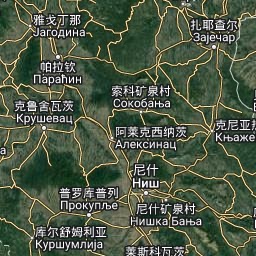 雅戈丁那
Јагодина
扎耶查尔
Зајечар
帕拉钦
Параћин
索科矿泉村
Сокобања
克鲁舍瓦茨
Крушевац
阿莱克西纳茨
Алексинац
克尼亚
Књаже
尼什
Ниш
普罗库普列
Прокупље
尼什矿泉村
Нишка Бања
库尔舒姆利亚
Куршумлија
莱斯科瓦茨